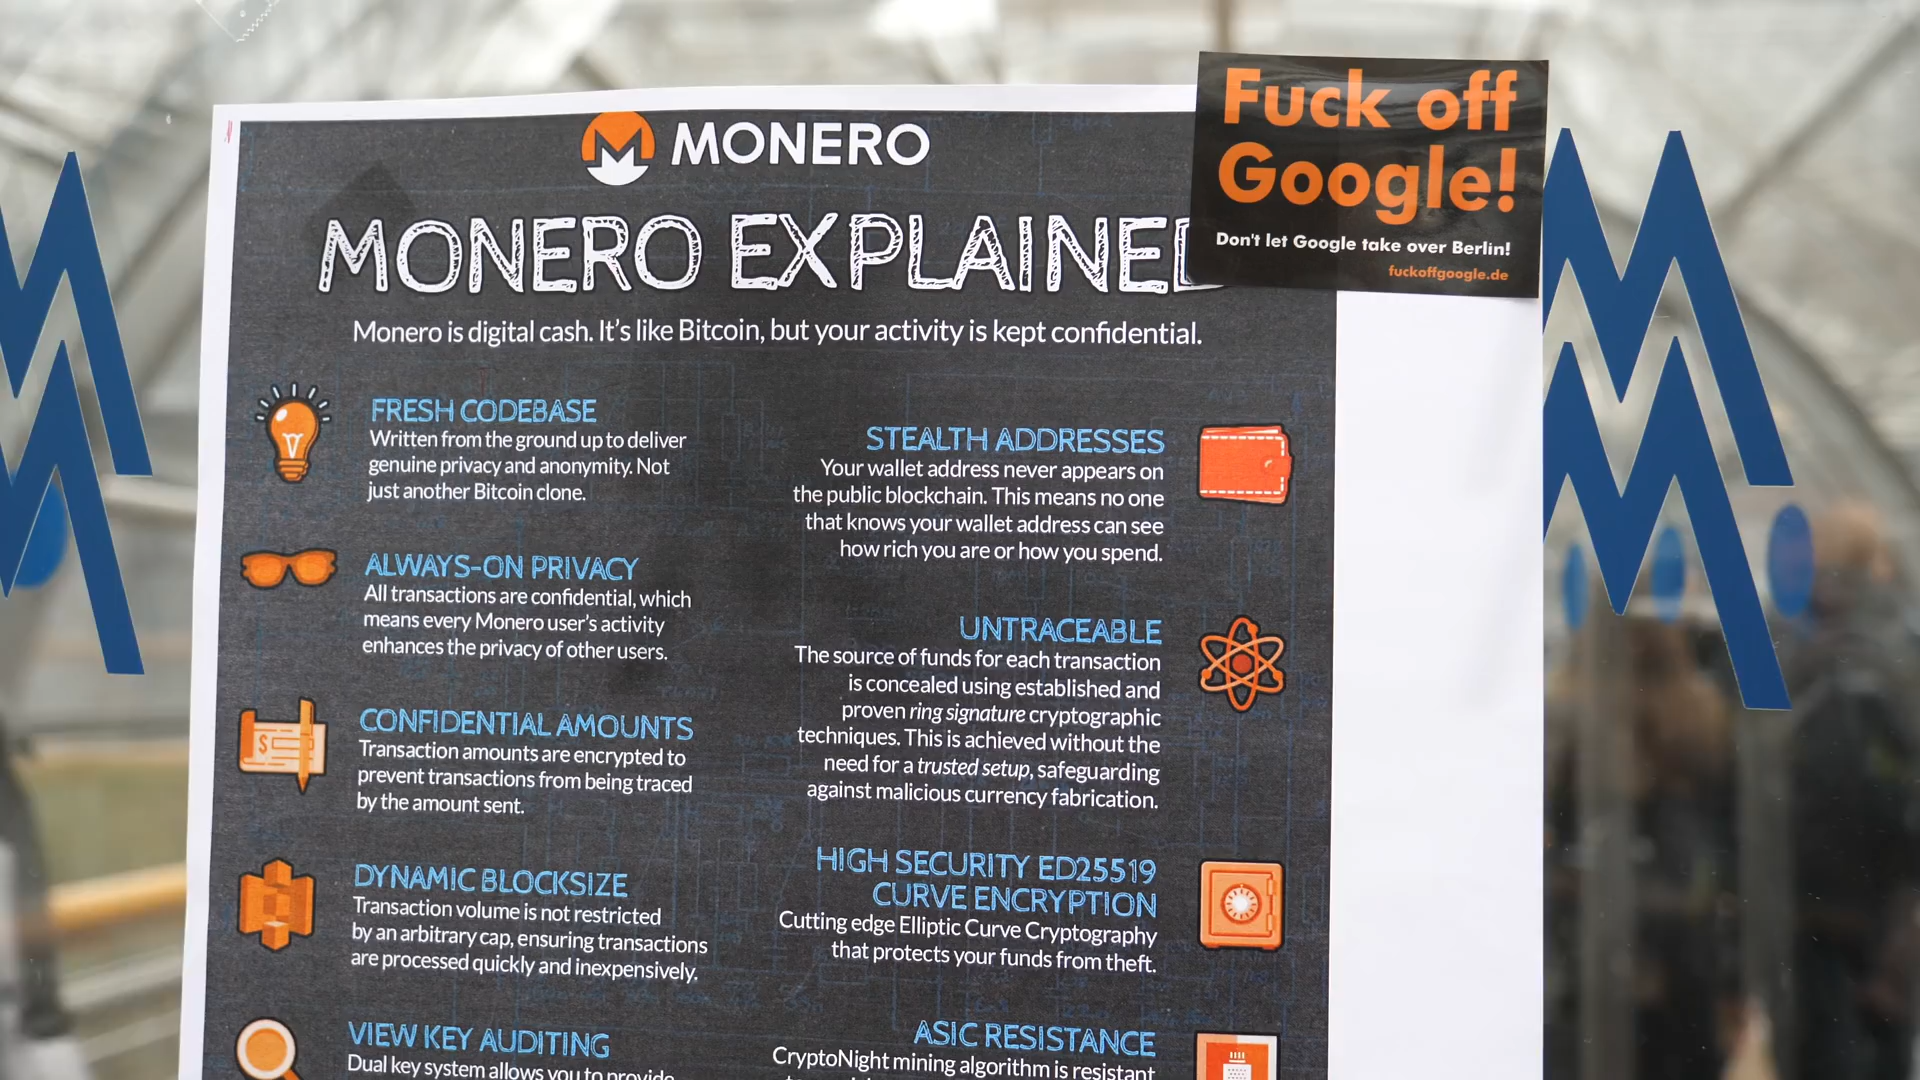 MONERO
MONERO EXPLAINED
Monero is digital cash. It's like Bitcoin, but your activity is kept confidential.
FRESH CODEBASE
Written from the ground up to deliver
genuine privacy and anonymity. Not
just another Bitcoin clone.
ALWAYS-ON PRIVACY
All transactions are confidential, which
means every Monero user's activity
enhances the privacy of other users.
CONFIDENTIAL AMOUNTS
Transaction amounts are encrypted to
prevent transactions from being traced
by the amount sent.
DYNAMIC BLOCKSIZE
Transaction volume is not restricted
by an arbitrary cap, ensuring transactions
are processed quickly and inexpensively.
VIEW KEY AUDITING
Dual key system allows you to provide
STEALTH ADDRESSES
Your wallet address never appears on
the public blockchain. This means no one
that knows your wallet address can see
how rich you are or how you spend.
UNTRACEABLE
The source of funds for each transaction
is concealed using established and
proven ring signature cryptographic
techniques. This is achieved without the
need for a trusted setup, safeguarding
against malicious currency fabrication.
HIGH SECURITY ED25519
CURVE ENCRYPTION
Cutting edge Elliptic Curve Cryptography
that protects your funds from theft.
ASIC RESISTANCE
CryptoNight mining algorithm is resistant
Fuck off
Google!
Don't let Google take over Berlin!
fuckoffgoogle.de